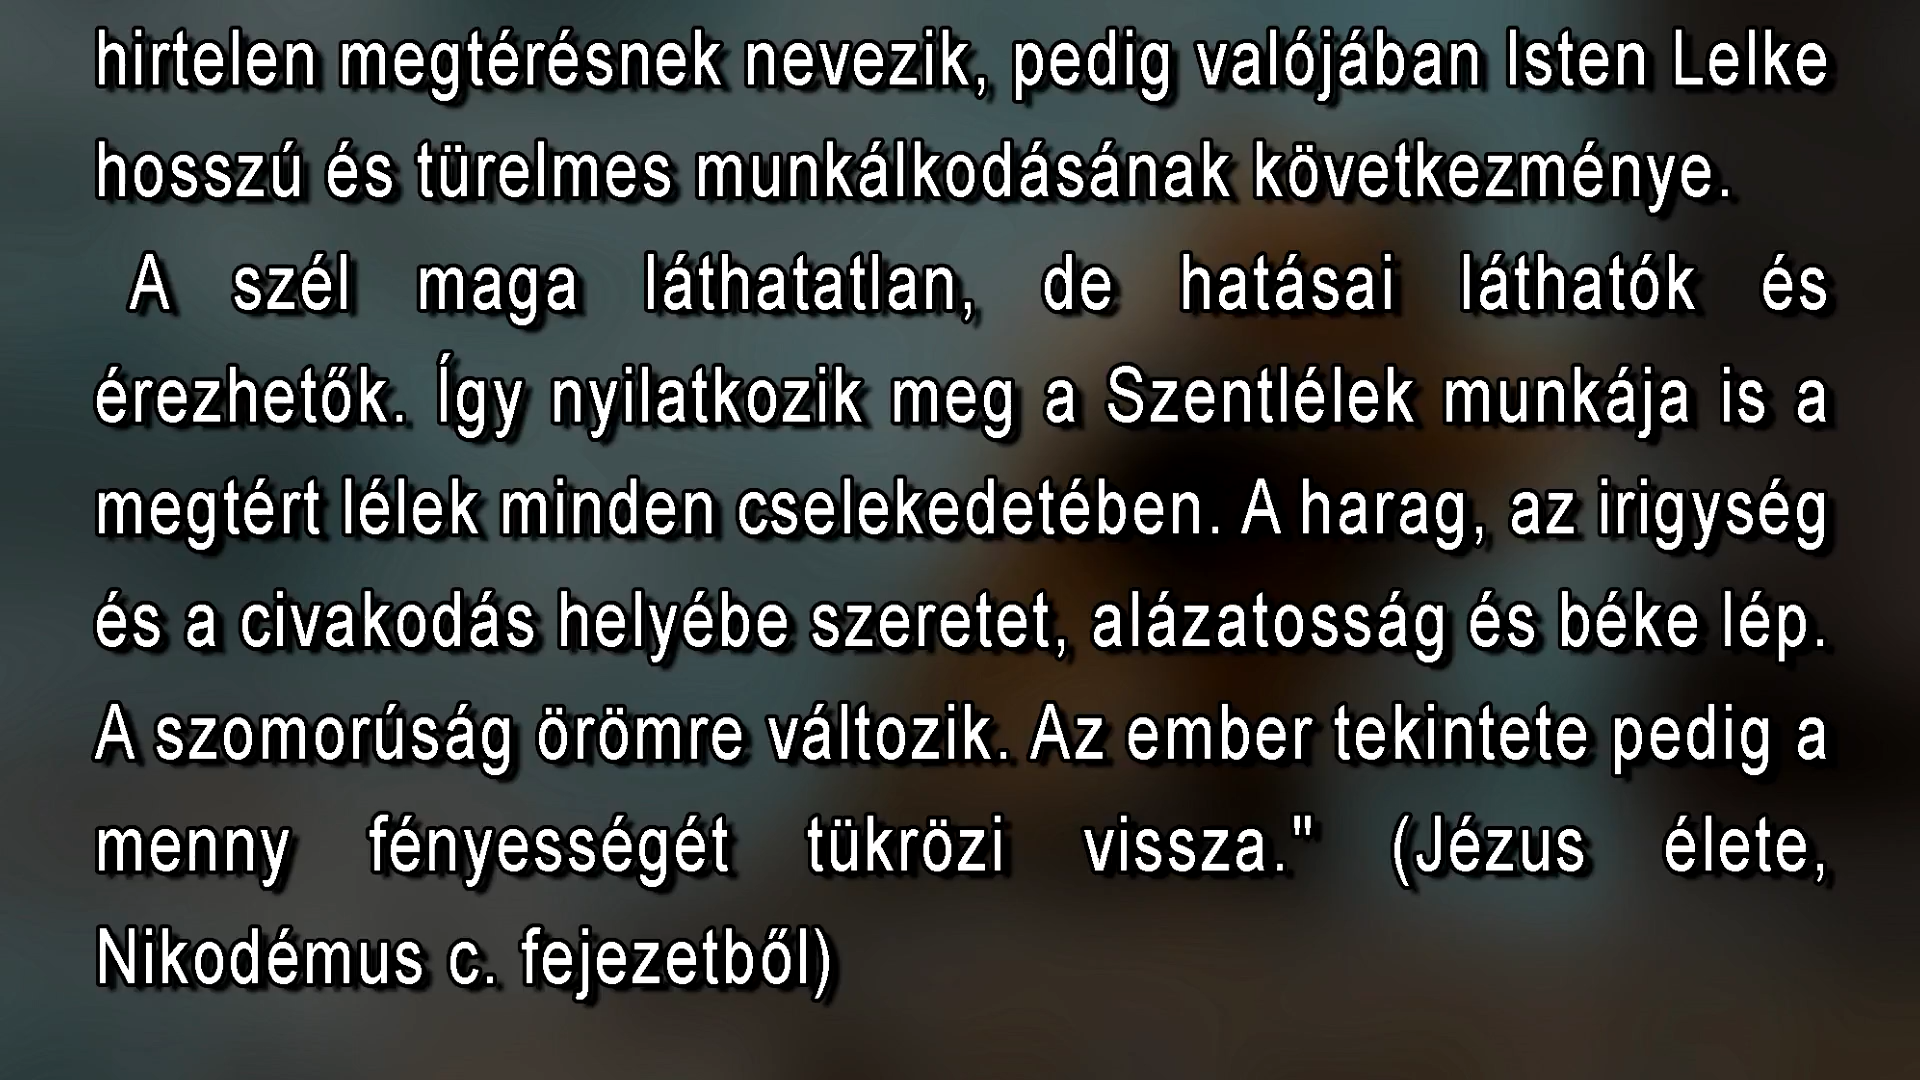 hirtelen megtérésnek nevezik, pedig valójában Isten Lelke
hosszú és türelmes munkálkodásának következménye.
A szél maga láthatatlan, de hatásai láthatók és
érezhetők. Így nyilatkozik meg a Szentlélek munkája is a
megtért lélek minden cselekedetében. A harag, az irigység
és a civakodás helyébe szeretet, alázatosság és béke lép.
A szomorúság örömre változik. Az ember tekintete pedig a
menny fényességét tükrözi vissza." (Jézus élete,
Nikodémus c. fejezetből)